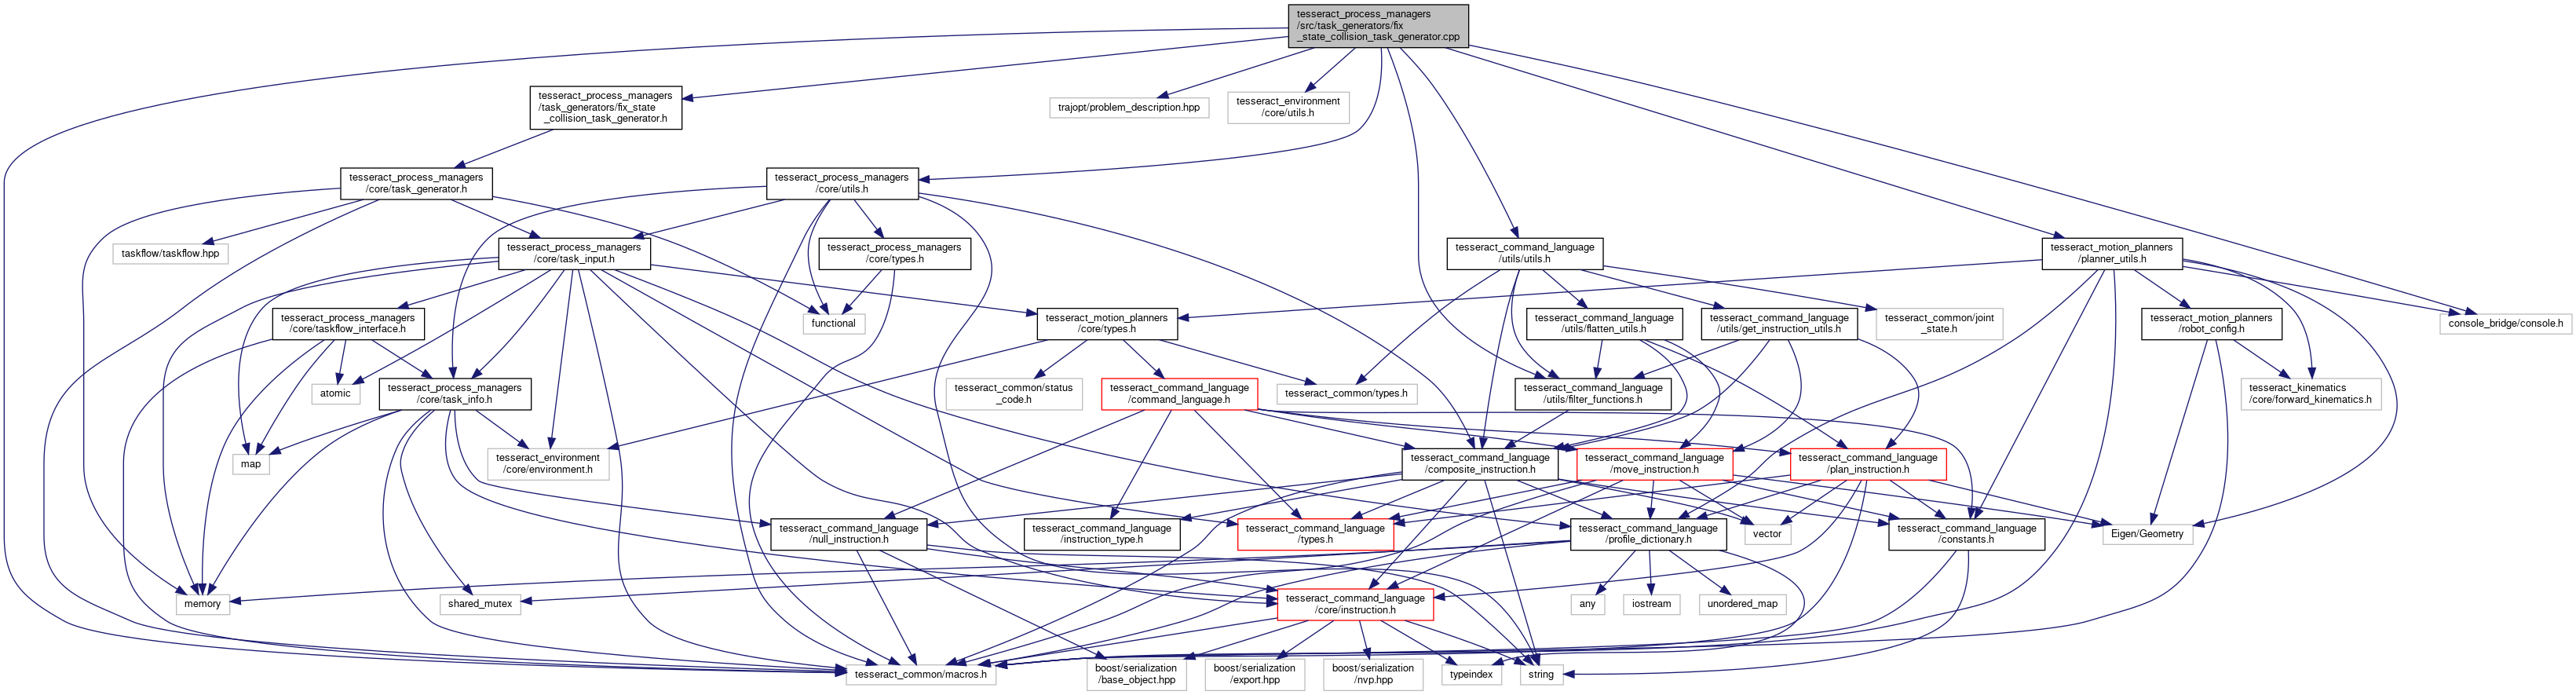 tesseract_process_managers
/src/task_generators/fix
_state_collision_task_generator.cpp
tesseract_process_managers
/task_generators/fix_state
_collision_task_generator.h
trajopt/problem_description.hpp
tesseract_environment
/core/utils.h
tesseract_process_managers
/core/task_generator.h
tesseract_process_managers
/core/utils.h
taskflow/taskflow.hpp
tesseract_process_managers
/core/task_input.h
tesseract_process_managers
/core/types.h
tesseract_command_language
/utils/utils.h
tesseract_motion_planners
/planner_utils.h
tesseract_process_managers
/core/taskflow_interface.h
functional
tesseract_motion_planners
/core/types.h
tesseract_command_language
/utils/flatten_utils.h
tesseract_command_language
/utils/get_instruction_utils.h
tesseract_common/joint
_state.h
tesseract_motion_planners
/robot_config.h
console_bridge/console.h
atomic
tesseract_process_managers
/core/task_info.h
tesseract_common/status
_code.h
tesseract_command_language
/command_language.h
tesseract_common/types.h
tesseract_command_language
/utils/filter_functions.h
tesseract_kinematics
/core/forward_kinematics.h
map
tesseract_environment
/core/environment.h
tesseract_command_language
/composite_instruction.h
tesseract_command_language
/move_instruction.h
tesseract_command_language
/plan_instruction.h
tesseract_command_language
/null_instruction.h
tesseract_command_language
/instruction_type.h
tesseract_command_language
/types.h
tesseract_command_language
/profile_dictionary.h
vector
tesseract_command_language
/constants.h
Eigen/Geometry
memory
shared_mutex
tesseract_command_language
/core/instruction.h
any
iostream
unordered_map
tesseract_common/macros.h
boost/serialization
/base_object.hpp
boost/serialization
/export.hpp
boost/serialization
/nvp.hpp
typeindex
string